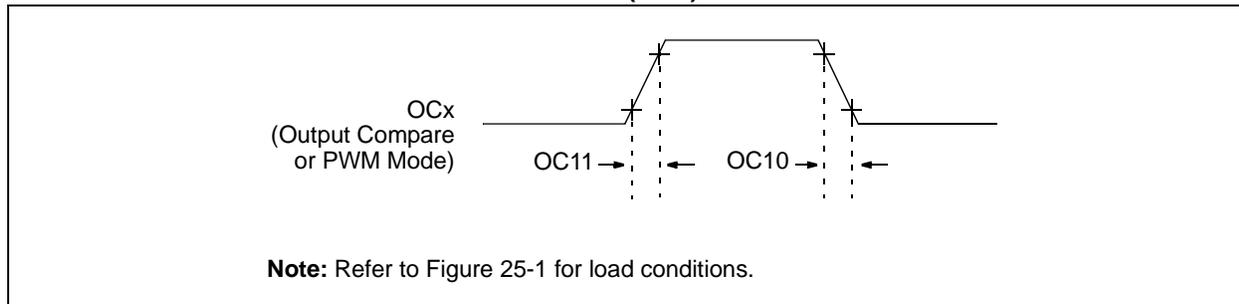 OCx
(Output Compare
or PWM Mode)
OC11
OC10
Note: Refer to Figure 25-1 for load conditions.